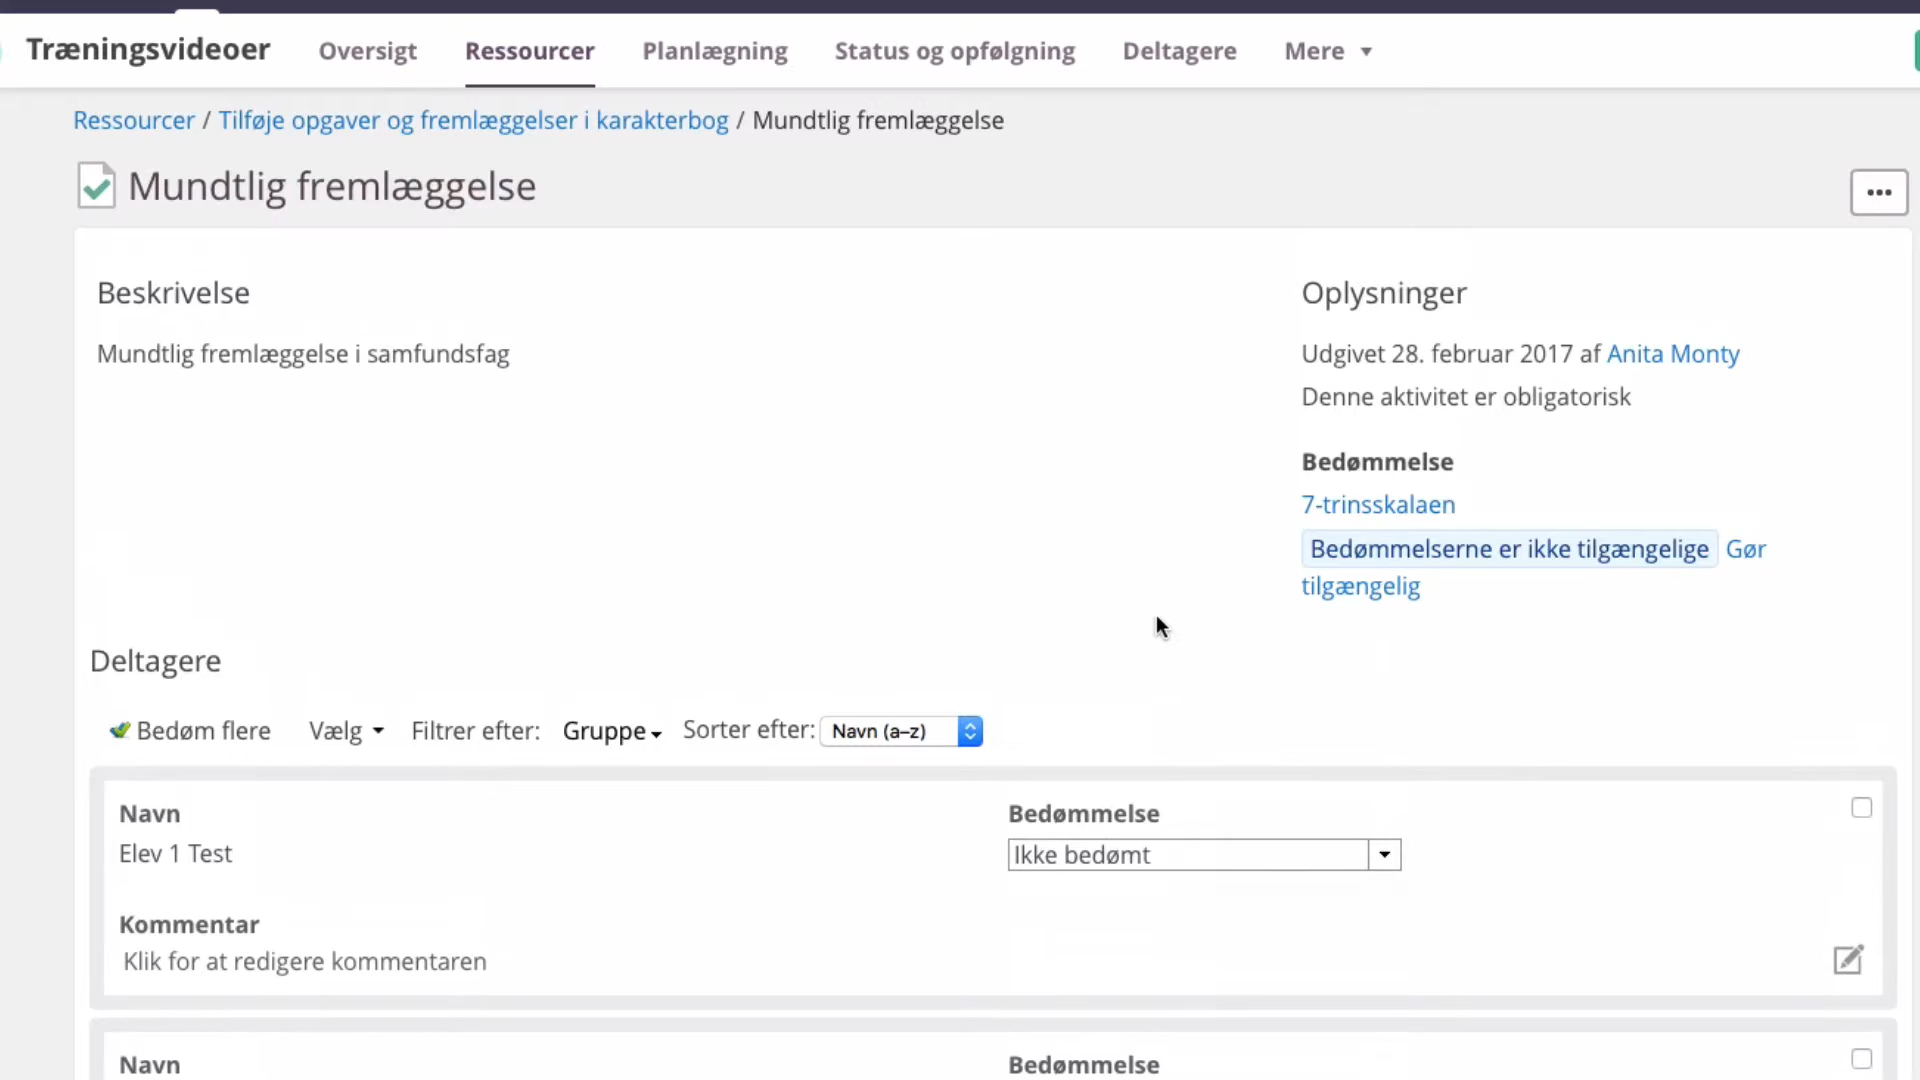 Træningsvideoer Oversigt Ressourcer Planlægning Status og opfølgning Deltagere Mere
Ressourcer / Tilføje opgaver og fremlæggelser i karakterbog / Mundtlig fremlæggelse
Mundtlig fremlæggelse
Beskrivelse
Mundtlig fremlæggelse i samfundsfag
Oplysninger
Udgivet 28. februar 2017 af Anita Monty
Denne aktivitet er obligatorisk
Bedømmelse
7-trinsskalaen
Bedømmelserne er ikke tilgængelige Gør
tilgængelig
Deltagere
Bedøm flere Vælg Filtrer efter: Gruppe Sorter efter: Navn (a–z)
Navn Bedømmelse
Elev 1 Test Ikke bedømt
Kommentar
Klik for at redigere kommentaren
Navn Bedømmelse